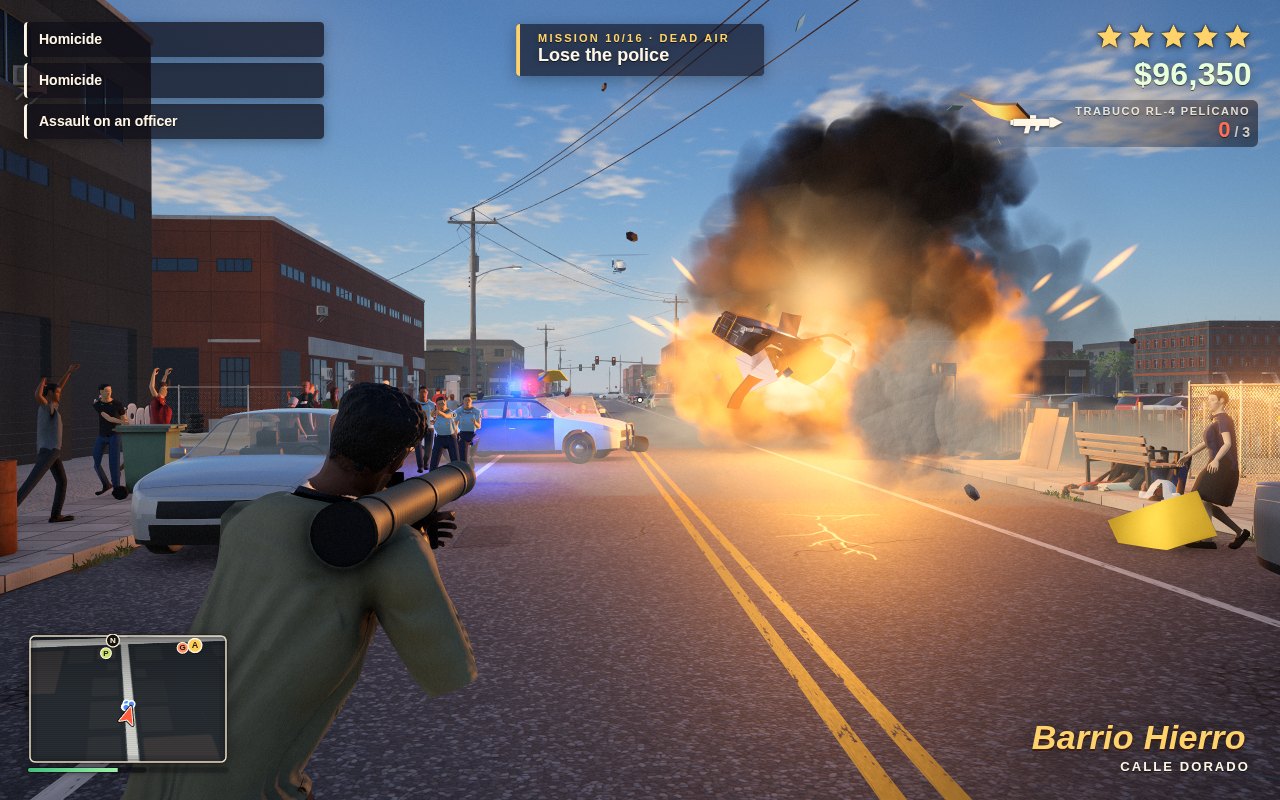 Homicide
Homicide
Assault on an officer
MISSION 10/16 · DEAD AIR
Lose the police
$96,350
TRABUCO RL-4 PELÍCANO
0 / 3
N
P
G
A
Barrio Hierro
CALLE DORADO